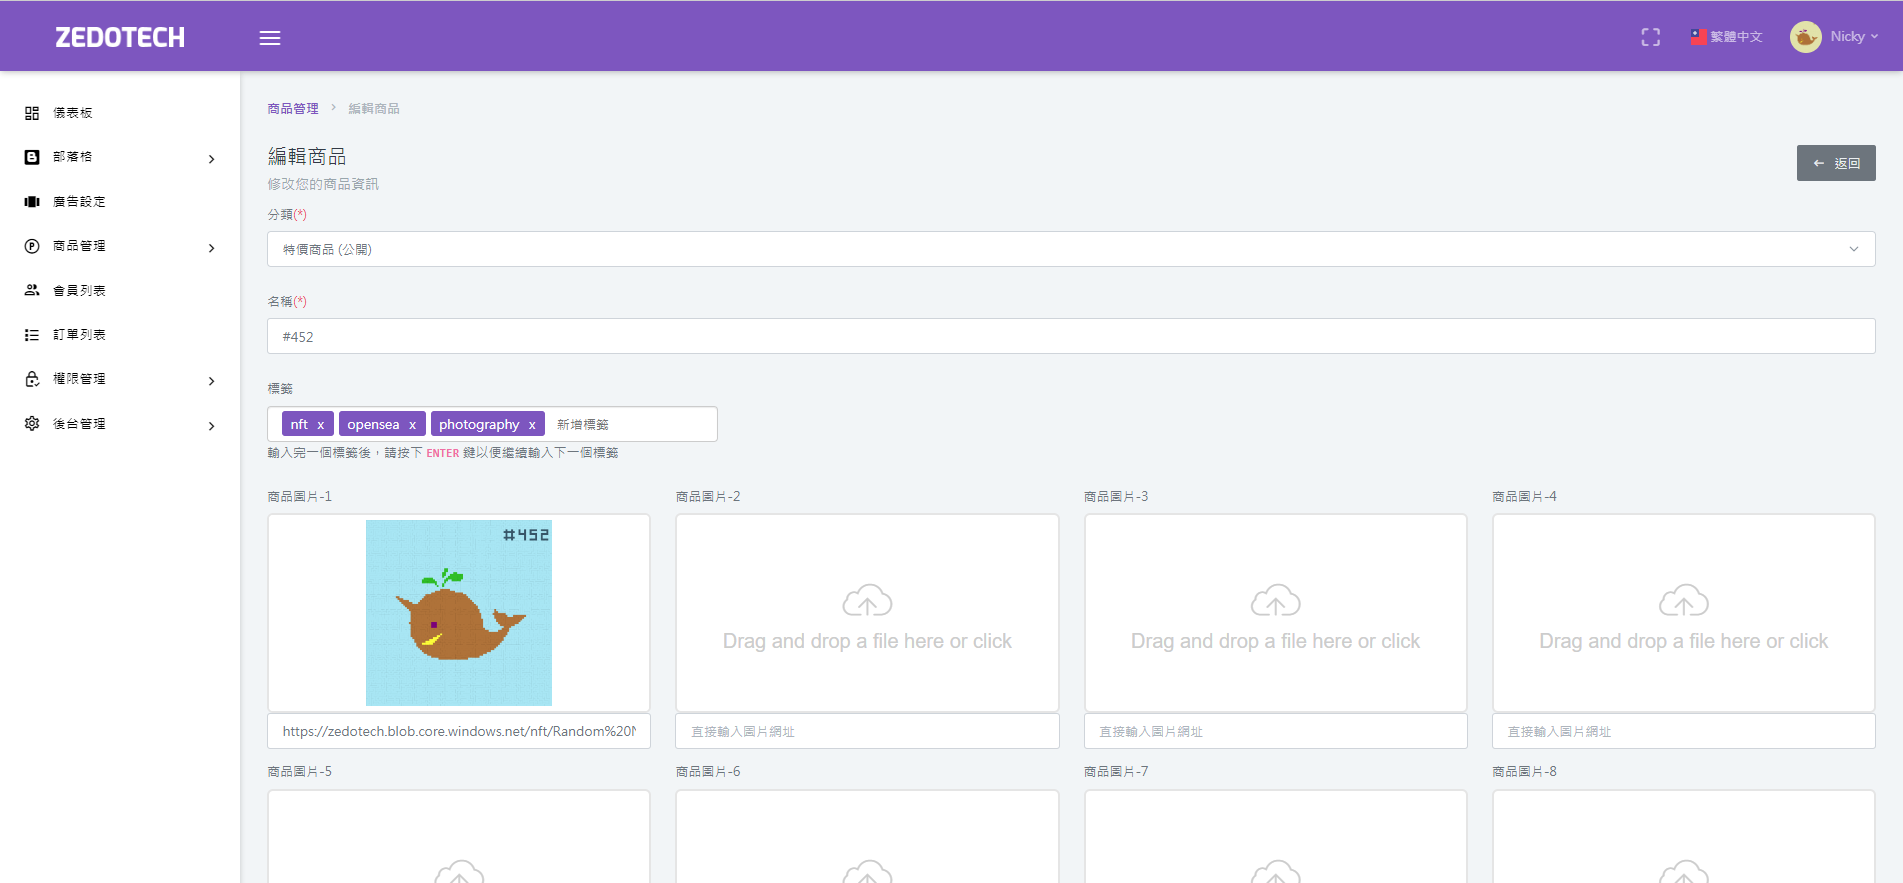 ZEDOTECH
繁體中文
Nicky
儀表板
部落格
廣告設定
商品管理
會員列表
訂單列表
權限管理
後台管理
商品管理 > 編輯商品
編輯商品
← 返回
修改您的商品資訊
分類(*)
特價商品 (公開)
名稱(*)
#452
標籤
nft x opensea x photography x 新增標籤
輸入完一個標籤後，請按下 ENTER 鍵以便繼續輸入下一個標籤
商品圖片-1 商品圖片-2 商品圖片-3 商品圖片-4
#452
Drag and drop a file here or click Drag and drop a file here or click Drag and drop a file here or click
https://zedotech.blob.core.windows.net/nft/Random%20 直接輸入圖片網址 直接輸入圖片網址 直接輸入圖片網址
商品圖片-5 商品圖片-6 商品圖片-7 商品圖片-8